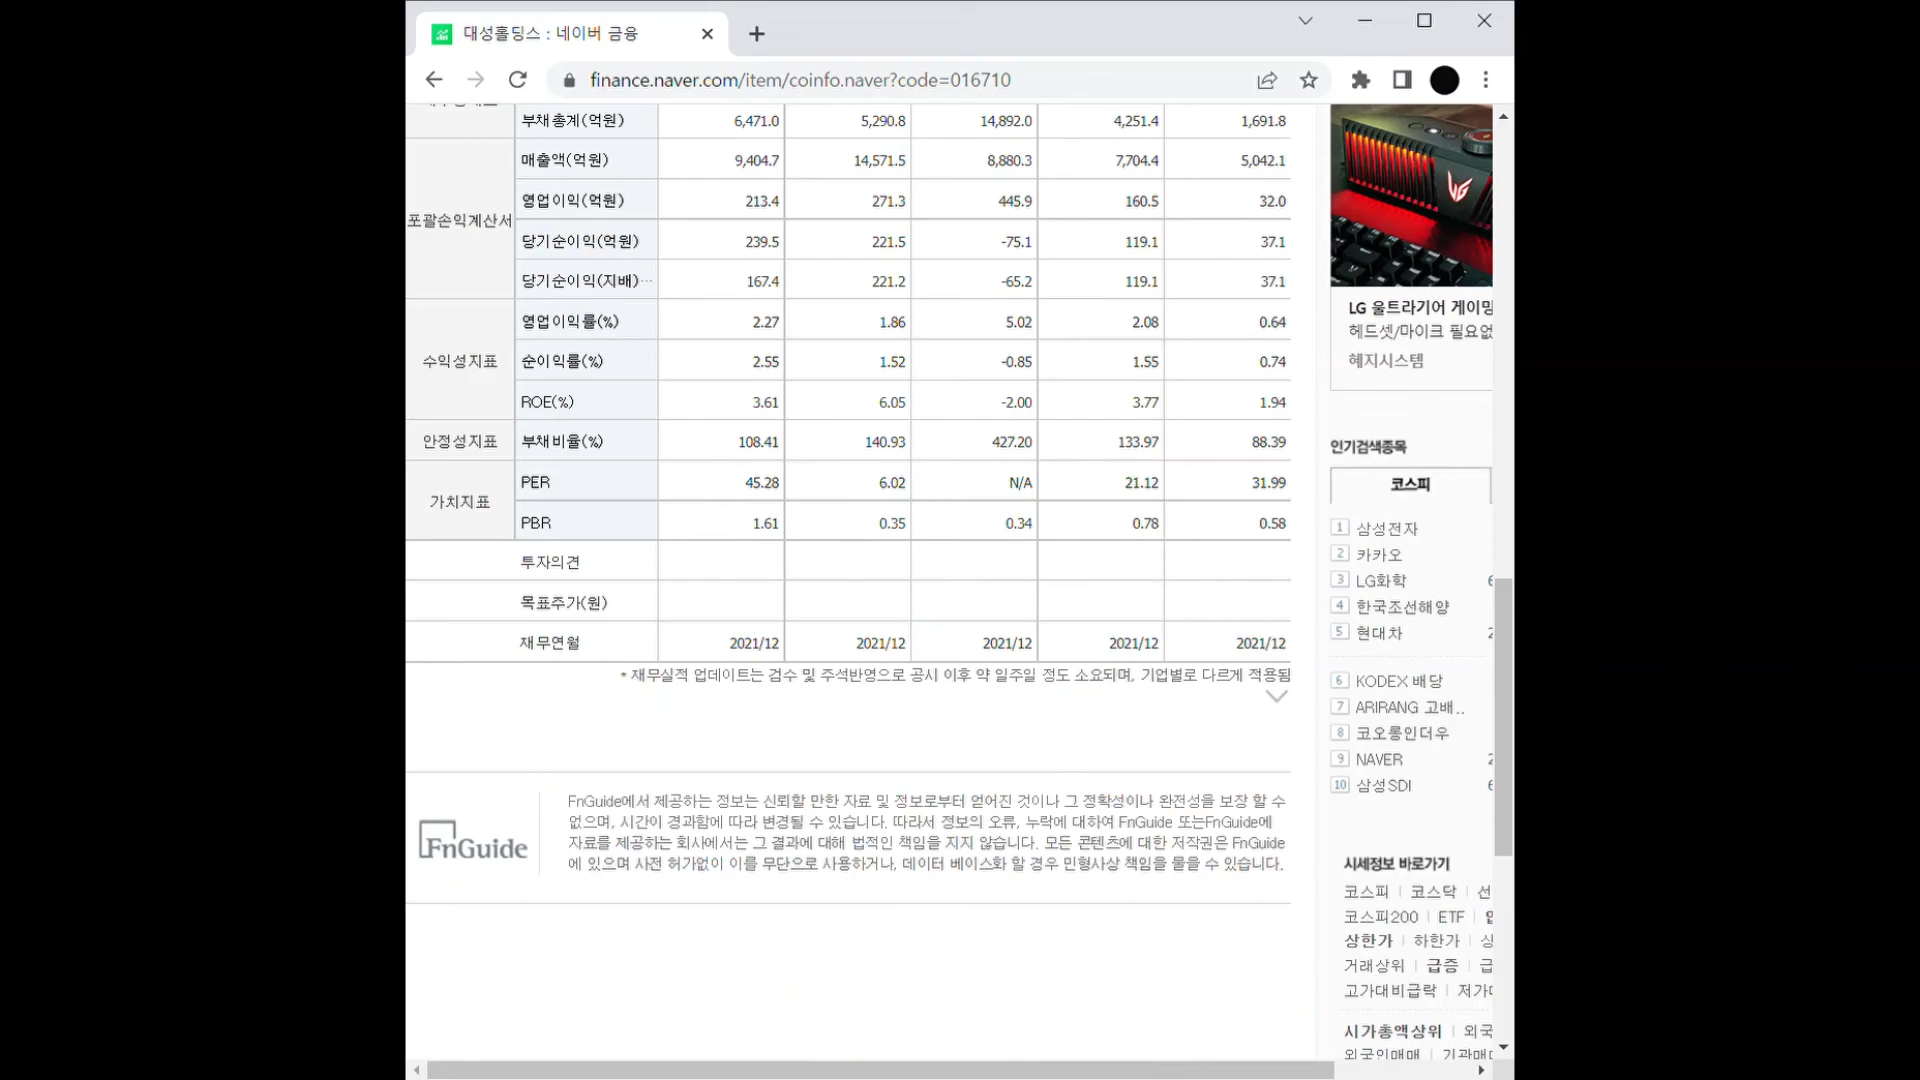 대성홀딩스 : 네이버 금융
finance.naver.com/item/coinfo.naver?code=016710
부채총계(억원) 6,471.0 5,290.8 14,892.0 4,251.4 1,691.8
포괄손익계산서
매출액(억원) 9,404.7 14,571.5 8,880.3 7,704.4 5,042.1
영업이익(억원) 213.4 271.3 445.9 160.5 32.0
당기순이익(억원) 239.5 221.5 -75.1 119.1 37.1
당기순이익(지배)··· 167.4 221.2 -65.2 119.1 37.1
수익성지표
영업이익률(%) 2.27 1.86 5.02 2.08 0.64
순이익률(%) 2.55 1.52 -0.85 1.55 0.74
ROE(%) 3.61 6.05 -2.00 3.77 1.94
안정성지표 부채비율(%) 108.41 140.93 427.20 133.97 88.39
가치지표
PER 45.28 6.02 N/A 21.12 31.99
PBR 1.61 0.35 0.34 0.78 0.58
투자의견
목표주가(원)
재무연월 2021/12 2021/12 2021/12 2021/12 2021/12
* 재무실적 업데이트는 검수 및 주석반영으로 공시 이후 약 일주일 정도 소요되며, 기업별로 다르게 적용됨
FnGuide
FnGuide에서 제공하는 정보는 신뢰할 만한 자료 및 정보로부터 얻어진 것이나 그 정확성이나 완전성을 보장 할 수
없으며, 시간이 경과함에 따라 변경될 수 있습니다. 따라서 정보의 오류, 누락에 대하여 FnGuide 또는FnGuide에
자료를 제공하는 회사에서는 그 결과에 대해 법적인 책임을 지지 않습니다. 모든 콘텐츠에 대한 저작권은 FnGuide
에 있으며 사전 허가없이 이를 무단으로 사용하거나, 데이터 베이스화 할 경우 민형사상 책임을 물을 수 있습니다.
LG 울트라기어 게이밍
헤드셋/마이크 필요없
혜지시스템
인기검색종목
코스피
1 삼성전자
2 카카오
3 LG화학 6
4 한국조선해양
5 현대차 2
6 KODEX 배당
7 ARIRANG 고배..
8 코오롱인더우
9 NAVER 2
10 삼성SDI 6
시세정보 바로가기
코스피 | 코스닥 | 선
코스피200 | ETF |
상한가 | 하한가 | 상
거래상위 | 급증 | 급
고가대비급락 | 저가
시가총액상위 | 외국
외국인매매 | 기관매